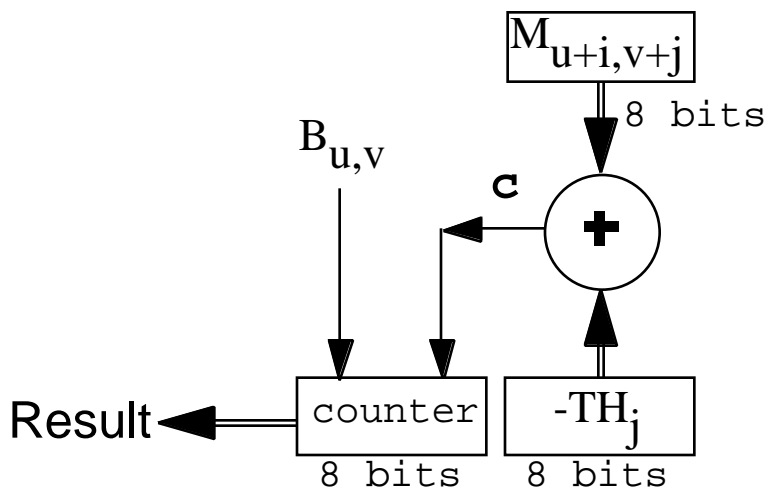 M_{u+i,v+j}
8 bits
B_{u,v}
C
+
Result
counter
-TH_j
8 bits
8 bits